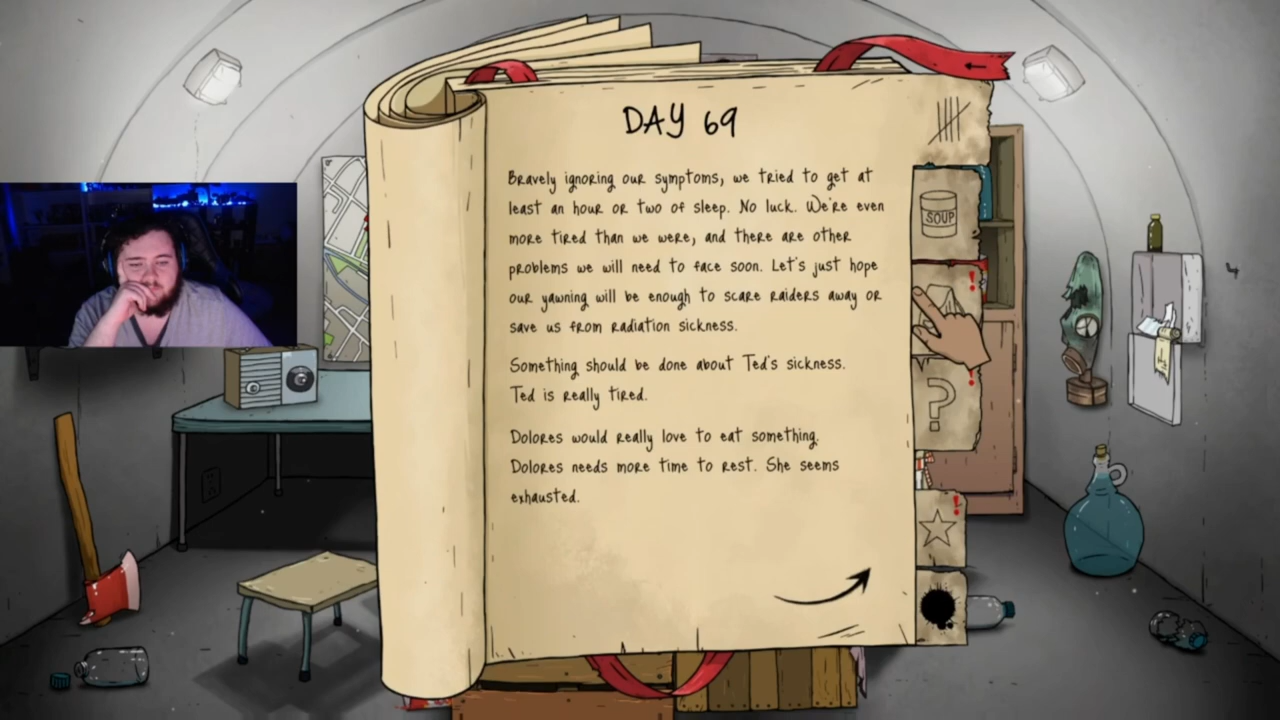 DAY 69
Bravely ignoring our symptoms, we tried to get at
least an hour or two of sleep. No luck. We're even
more tired than we were, and there are other
problems we will need to face soon. Let's just hope
our yawning will be enough to scare raiders away or
save us from radiation sickness.
Something should be done about Ted's sickness.
Ted is really tired.
Dolores would really love to eat something.
Dolores needs more time to rest. She seems
exhausted.
SOUP
!
!
?
!